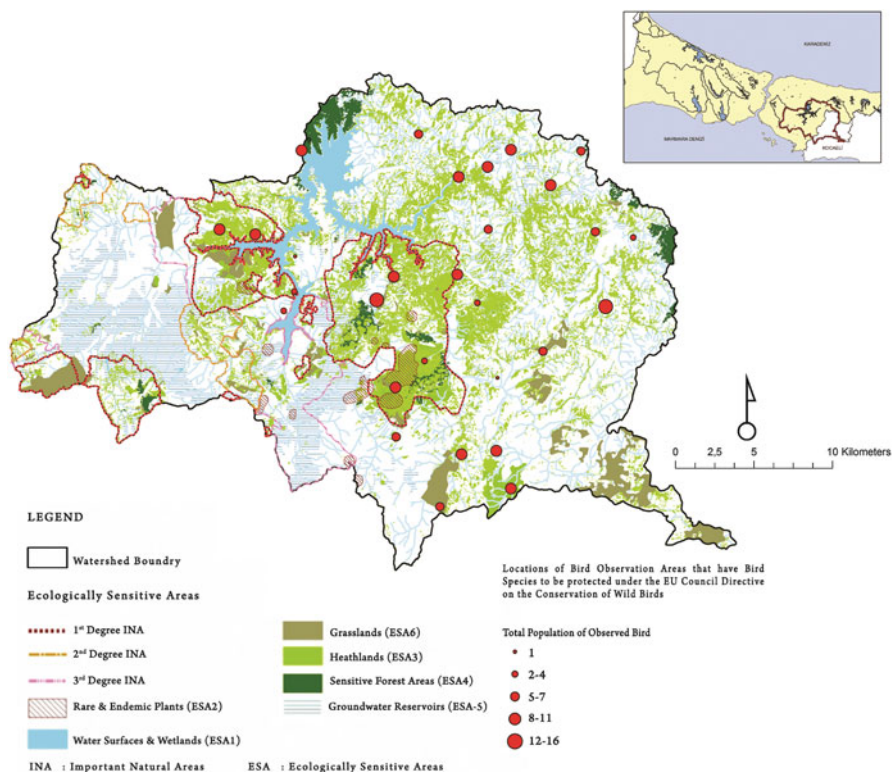 KARADENIZ
MARMARA DENIZI
KOCAELİ
0 2,5 5 10 Kilometers
LEGEND
Watershed Boundry
Ecologically Sensitive Areas
1st Degree INA
2nd Degree INA
3rd Degree INA
Rare & Endemic Plants (ESA2)
Water Surfaces & Wetlands (ESA1)
Grasslands (ESA6)
Heathlands (ESA3)
Sensitive Forest Areas (ESA4)
Groundwater Reservoirs (ESA-5)
INA : Important Natural Areas ESA : Ecologically Sensitive Areas
Locations of Bird Observation Areas that have Bird
Species to be protected under the EU Council Directive
on the Conservation of Wild Birds
Total Population of Observed Bird
1
2-4
5-7
8-11
12-16